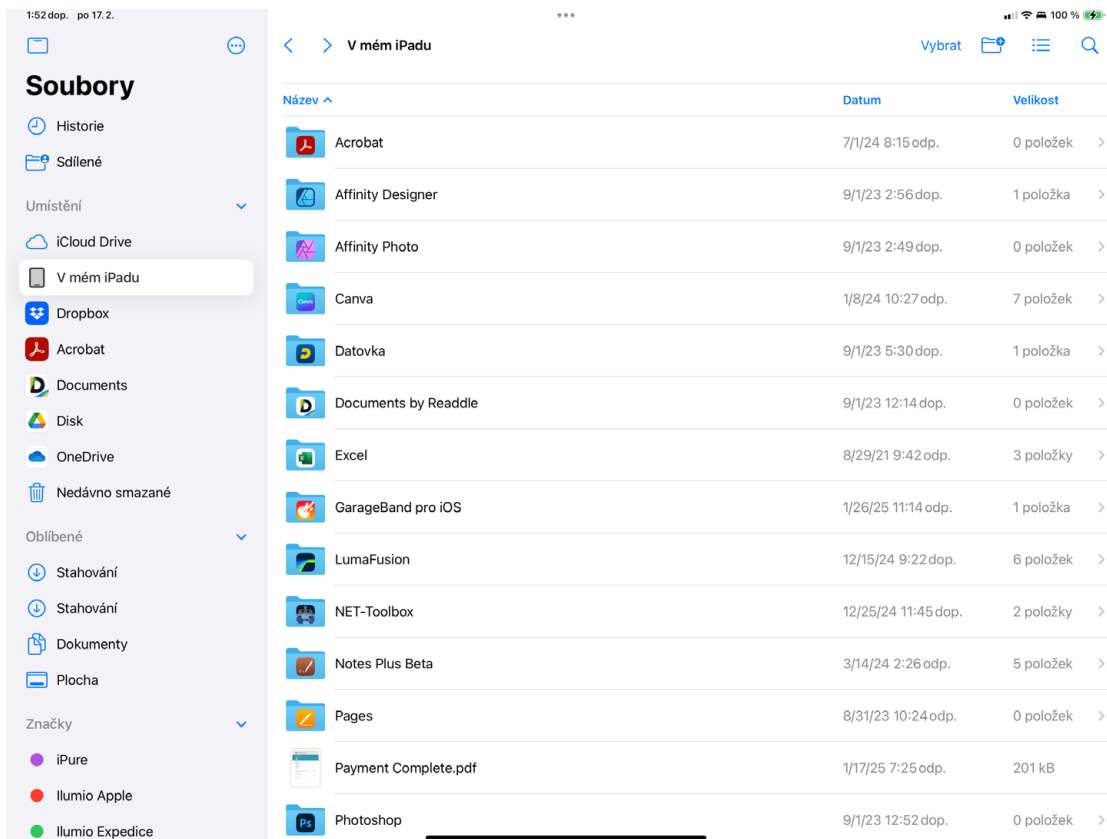 1:52 dop. po 17. 2.
100 %
Soubory
Historie
Sdílené
Umístění
iCloud Drive
V mém iPadu
Dropbox
Acrobat
Documents
Disk
OneDrive
Nedávno smazané
Oblíbené
Stahování
Stahování
Dokumenty
Plocha
Značky
iPure
Ilumio Apple
Ilumio Expedice
V mém iPadu
Vybrat
Název Datum Velikost
Acrobat 7/1/24 8:15 odp. 0 položek
Affinity Designer 9/1/23 2:56 dop. 1 položka
Affinity Photo 9/1/23 2:49 dop. 0 položek
Canva 1/8/24 10:27 odp. 7 položek
Datovka 9/1/23 5:30 dop. 1 položka
Documents by Readdle 9/1/23 12:14 dop. 0 položek
Excel 8/29/21 9:42 odp. 3 položky
GarageBand pro iOS 1/26/25 11:14 odp. 1 položka
LumaFusion 12/15/24 9:22 dop. 6 položek
NET-Toolbox 12/25/24 11:45 dop. 2 položky
Notes Plus Beta 3/14/24 2:26 odp. 5 položek
Pages 8/31/23 10:24 odp. 0 položek
Payment Complete.pdf 1/17/25 7:25 odp. 201 kB
Photoshop 9/1/23 12:52 dop. 0 položek